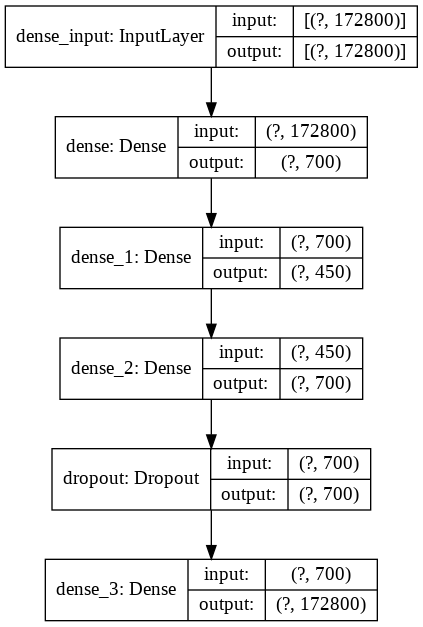 dense_input: InputLayer
input: [(?, 172800)]
output: [(?, 172800)]
dense: Dense
input: (?, 172800)
output: (?, 700)
dense_1: Dense
input: (?, 700)
output: (?, 450)
dense_2: Dense
input: (?, 450)
output: (?, 700)
dropout: Dropout
input: (?, 700)
output: (?, 700)
dense_3: Dense
input: (?, 700)
output: (?, 172800)